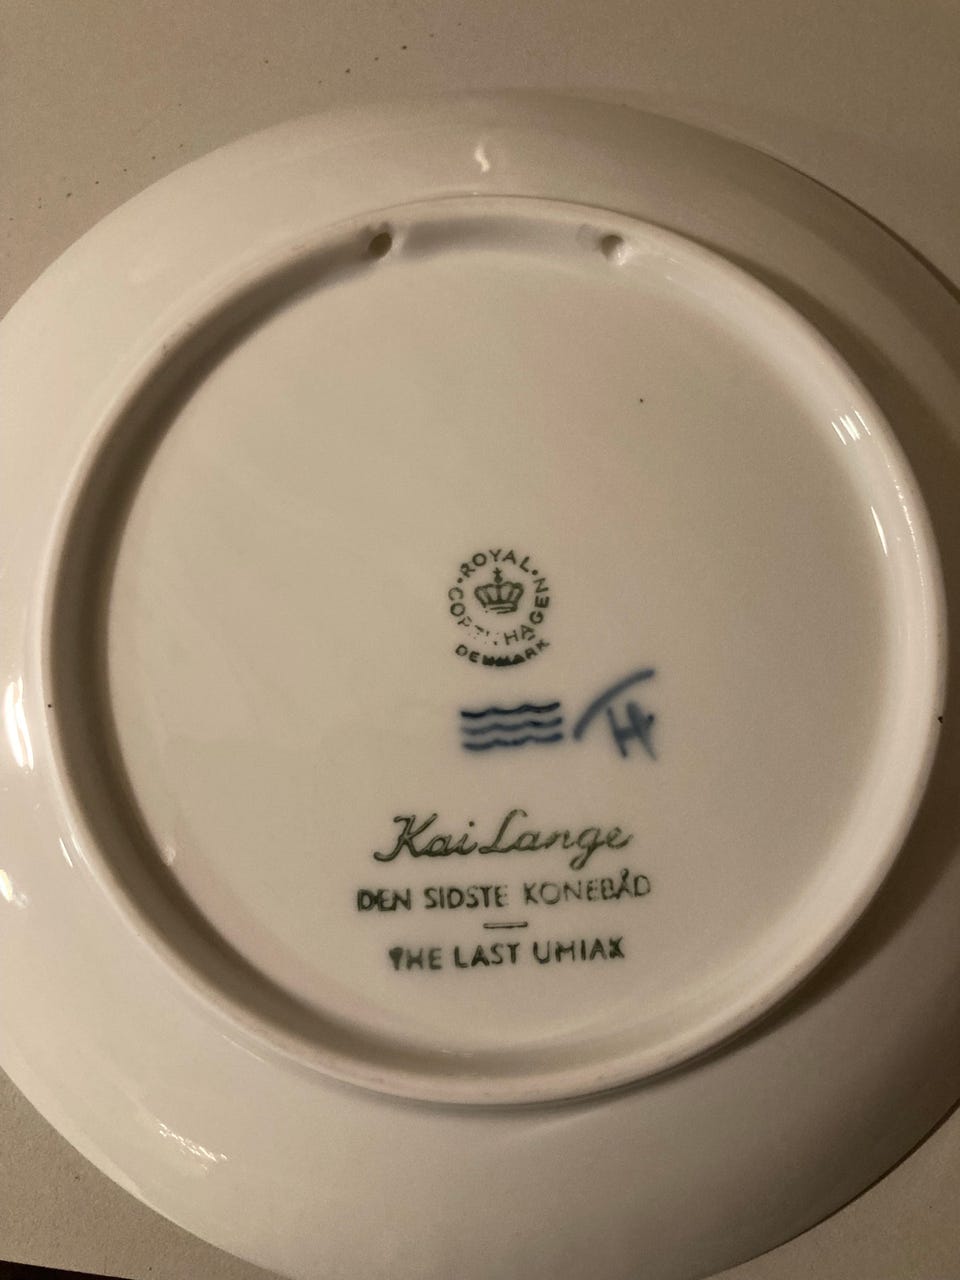 ROYAL
COPENHAGEN
DENMARK
H
Kai Lange
DEN SIDSTE KONEBÅD
THE LAST UMIAK